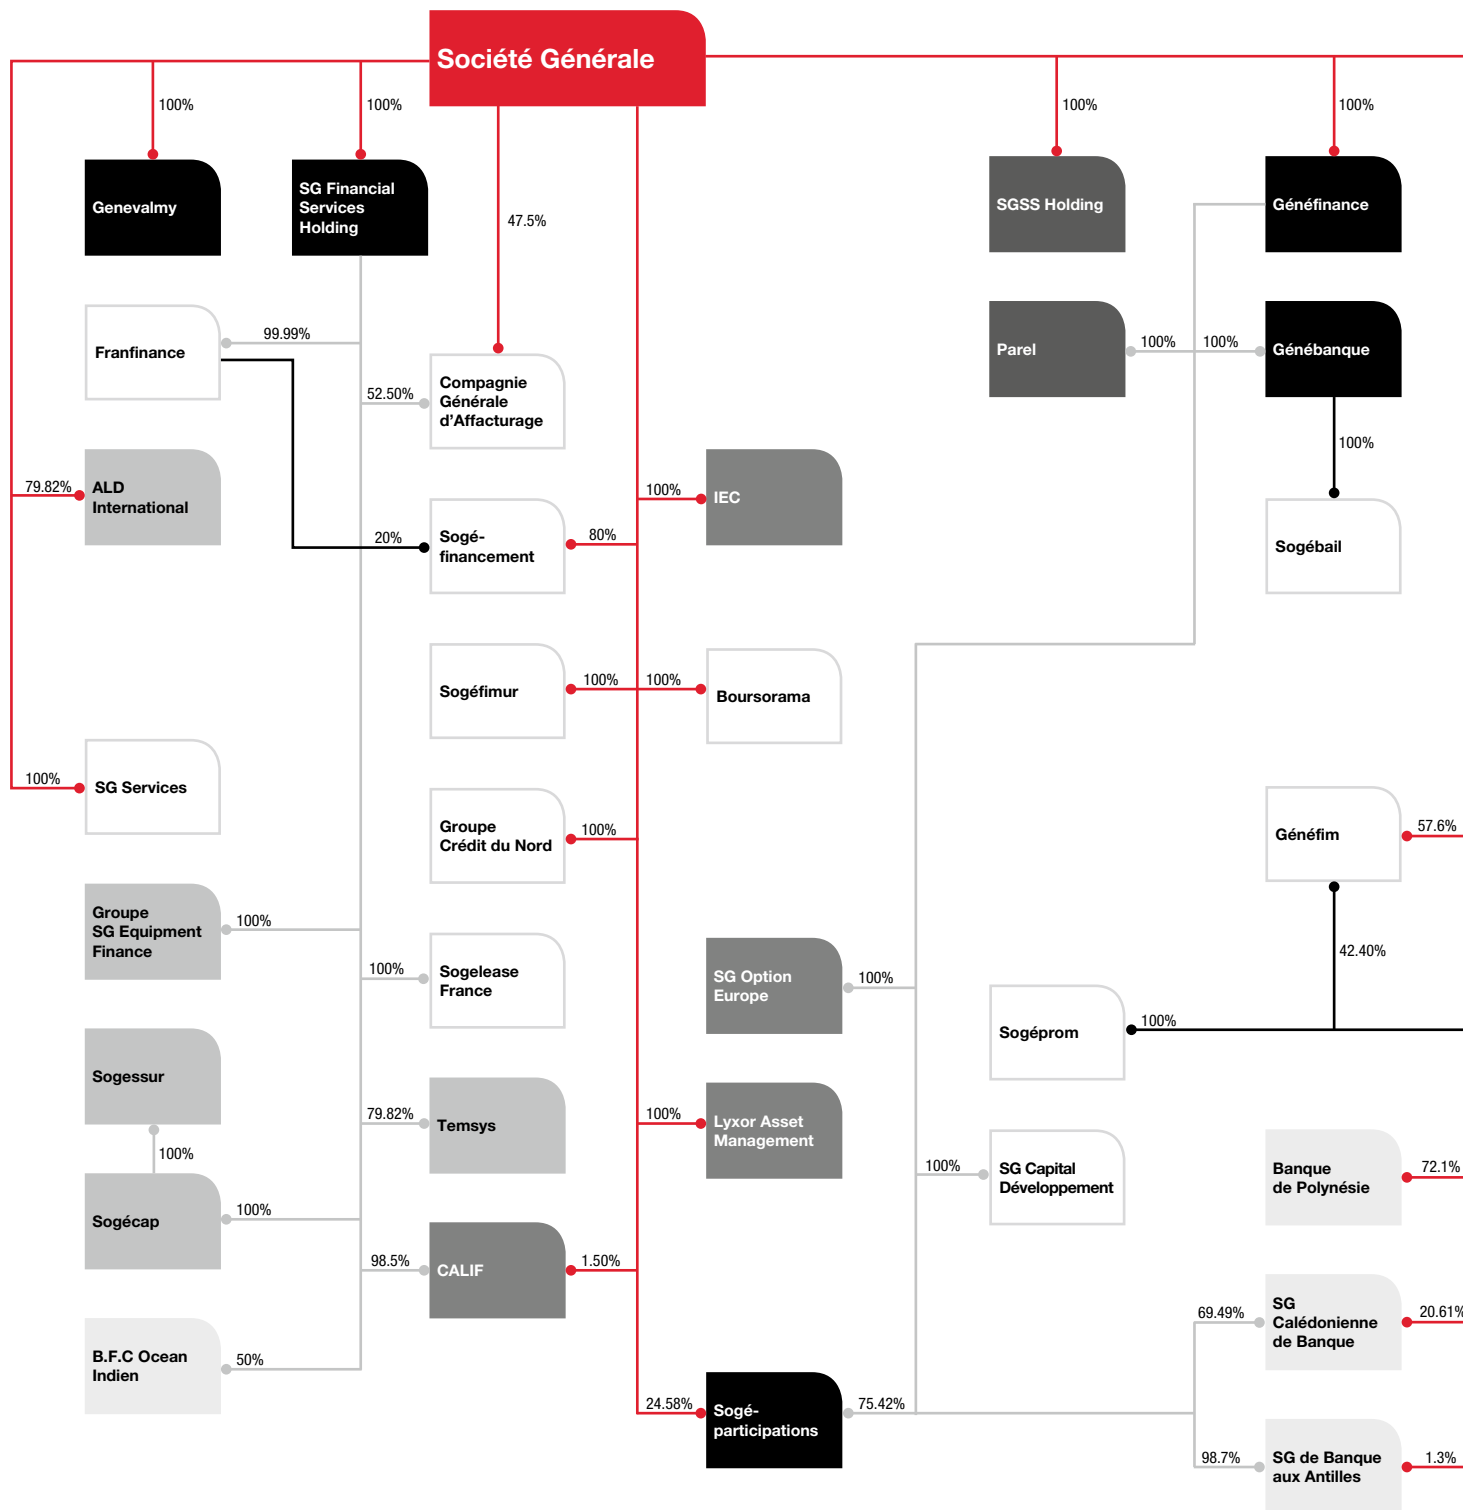 Société Générale
100%
100%
100%
100%
Genevalmy
SG Financial
Services
Holding
47.5%
SGSS Holding
Généfinance
Franfinance
99.99%
52.50%
Compagnie
Générale
d'Affacturage
Parel
100%
100%
Génébanque
100%
79.82%
ALD
International
20%
Sogé-
financement
80%
100%
IEC
Sogébail
Sogéfimur
100%
100%
Boursorama
100%
SG Services
Groupe
Crédit du Nord
100%
Généfim
57.6%
42.40%
Groupe
SG Equipment
Finance
100%
100%
Sogelease
France
SG Option
Europe
100%
Sogéprom
100%
Sogessur
100%
79.82%
Temsys
100%
Lyxor Asset
Management
100%
SG Capital
Développement
Banque
de Polynésie
72.1%
Sogécap
100%
98.5%
CALIF
1.50%
69.49%
SG
Calédonienne
de Banque
20.61%
B.F.C Ocean
Indien
50%
24.58%
Sogé-
participations
75.42%
98.7%
SG de Banque
aux Antilles
1.3%